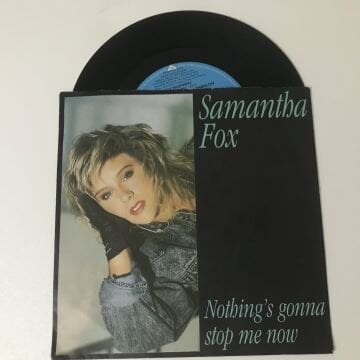 Samantha
Fox
Nothing's gonna
stop me now